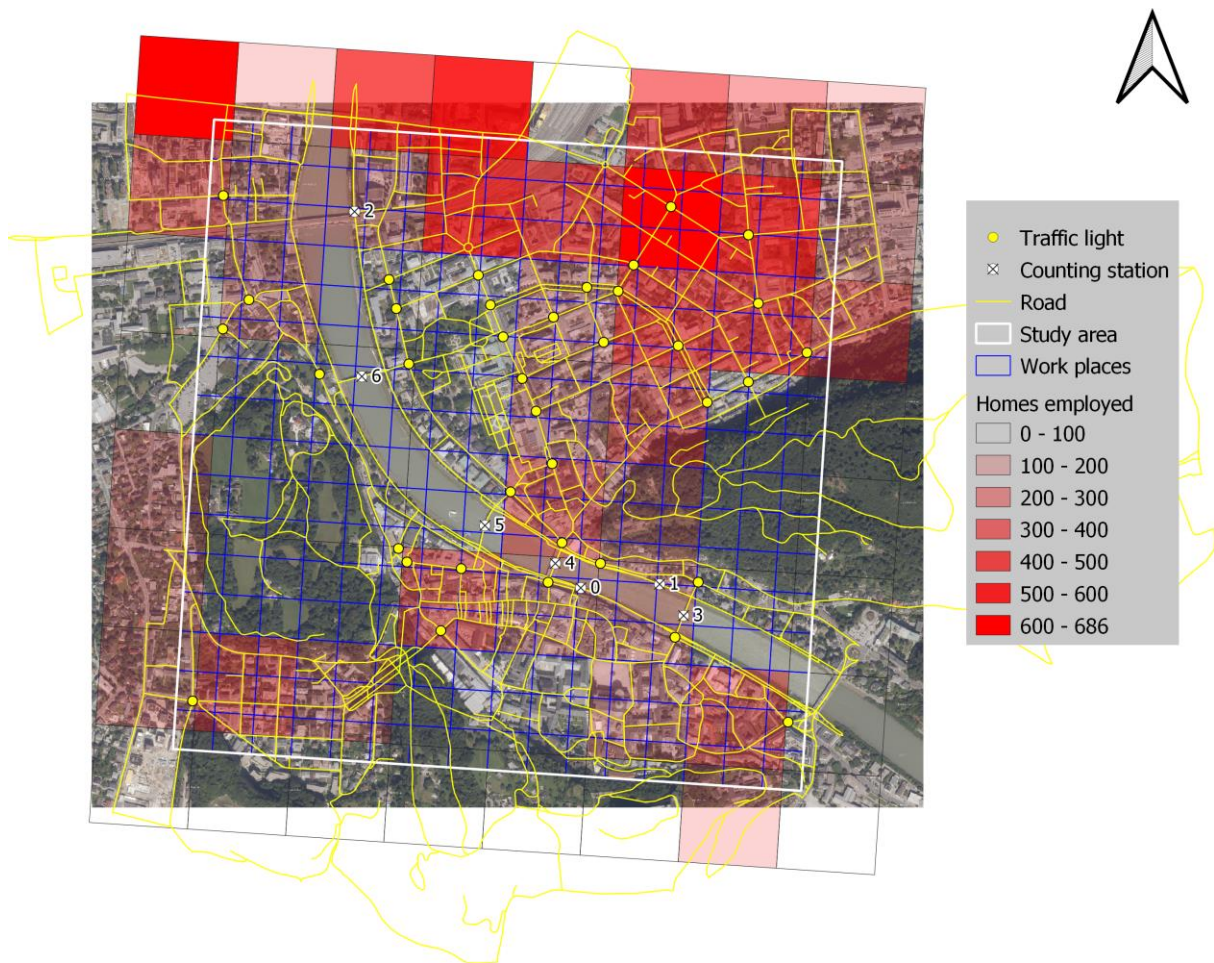 2
6
5
4
0
1
3
Traffic light
Counting station
Road
Study area
Work places
Homes employed
0 - 100
100 - 200
200 - 300
300 - 400
400 - 500
500 - 600
600 - 686